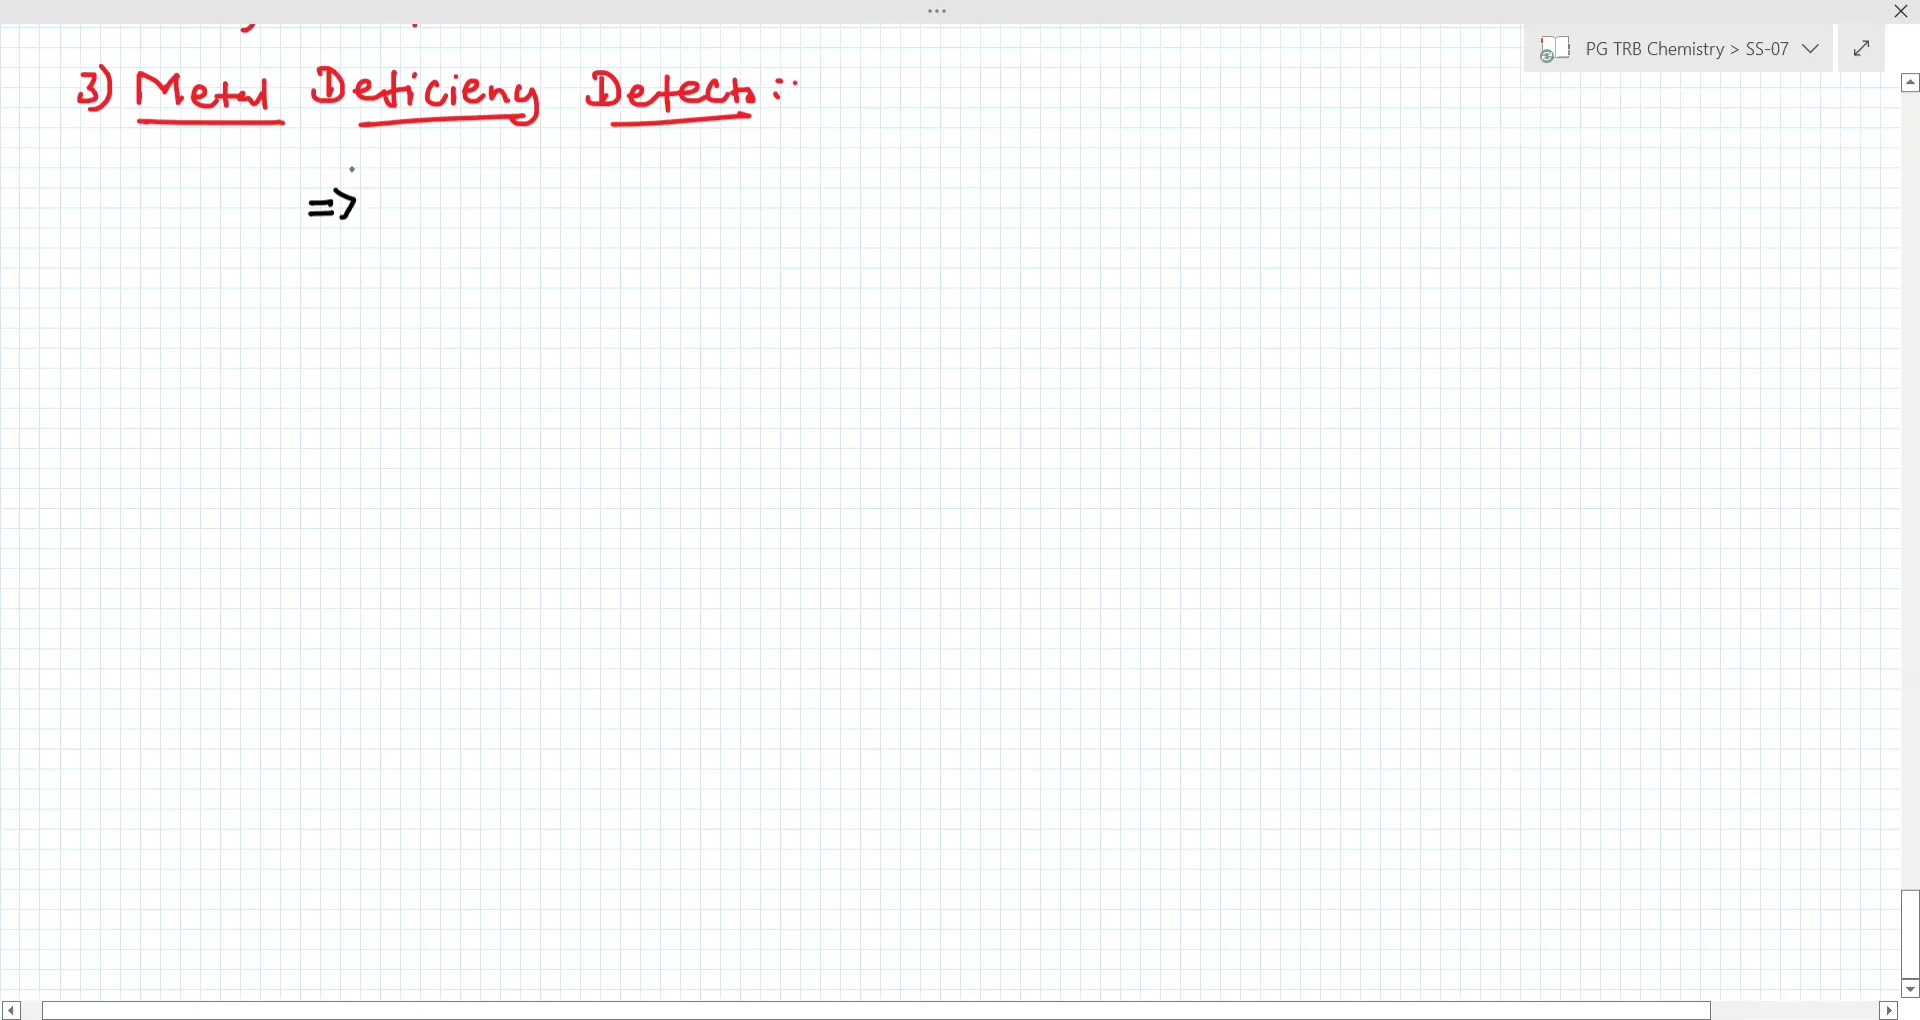 PG TRB Chemistry > SS-07
3) Metal Deficieny Defects :-
=>